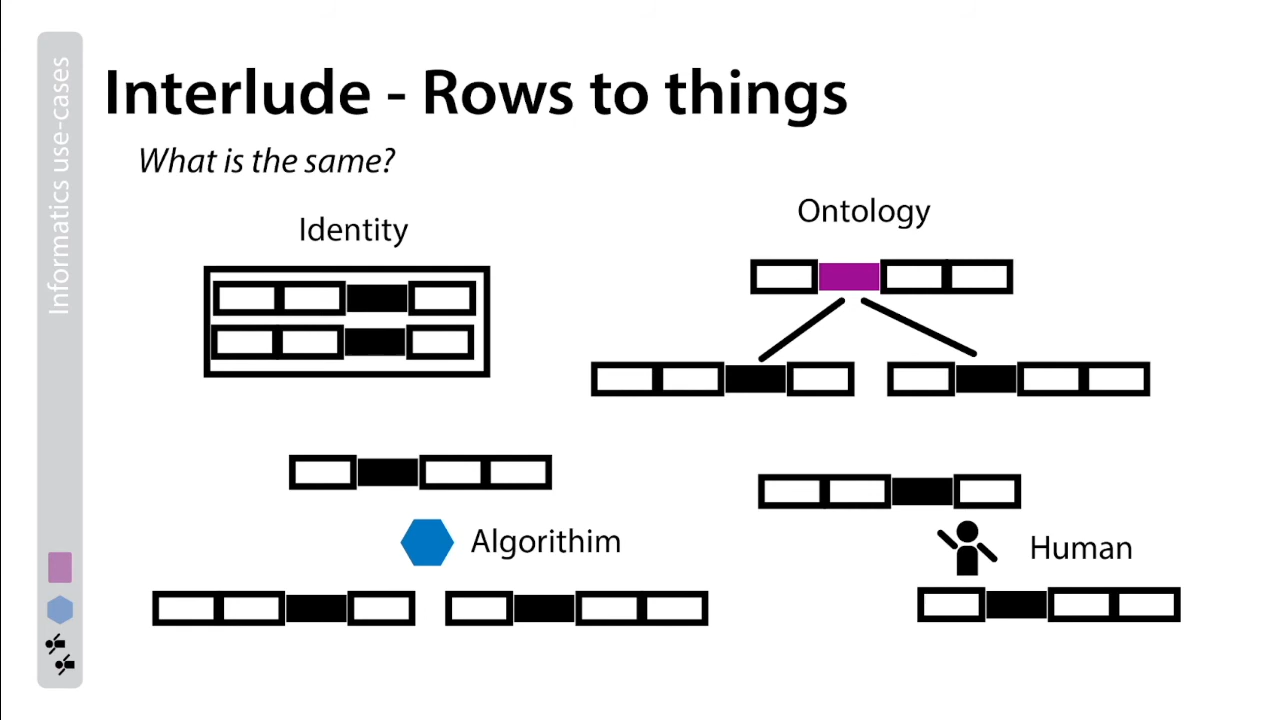 Informatics use-cases
Interlude - Rows to things
What is the same?
Identity
Ontology
Algorithim
Human